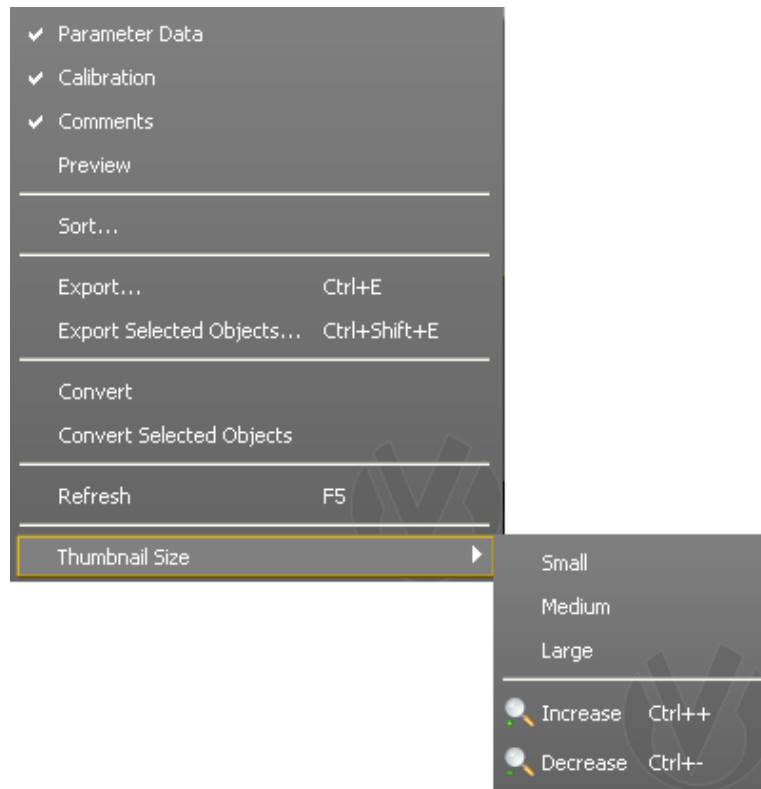 Parameter Data
Calibration
Comments
Preview
Sort...
Export... Ctrl+E
Export Selected Objects... Ctrl+Shift+E
Convert
Convert Selected Objects
Refresh F5
Thumbnail Size
Small
Medium
Large
Increase Ctrl++
Decrease Ctrl+-